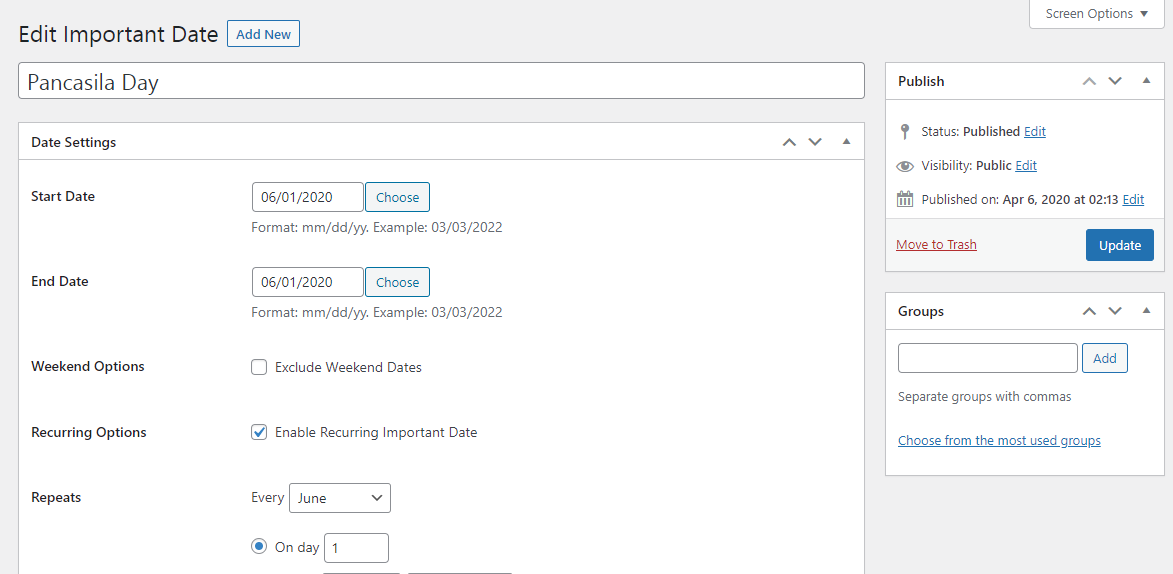 Screen Options
Edit Important Date Add New
Pancasila Day
Date Settings
Start Date 06/01/2020 Choose
Format: mm/dd/yy. Example: 03/03/2022
End Date 06/01/2020 Choose
Format: mm/dd/yy. Example: 03/03/2022
Weekend Options Exclude Weekend Dates
Recurring Options Enable Recurring Important Date
Repeats Every June
On day 1
Publish
Status: Published Edit
Visibility: Public Edit
Published on: Apr 6, 2020 at 02:13 Edit
Move to Trash Update
Groups
Add
Separate groups with commas
Choose from the most used groups